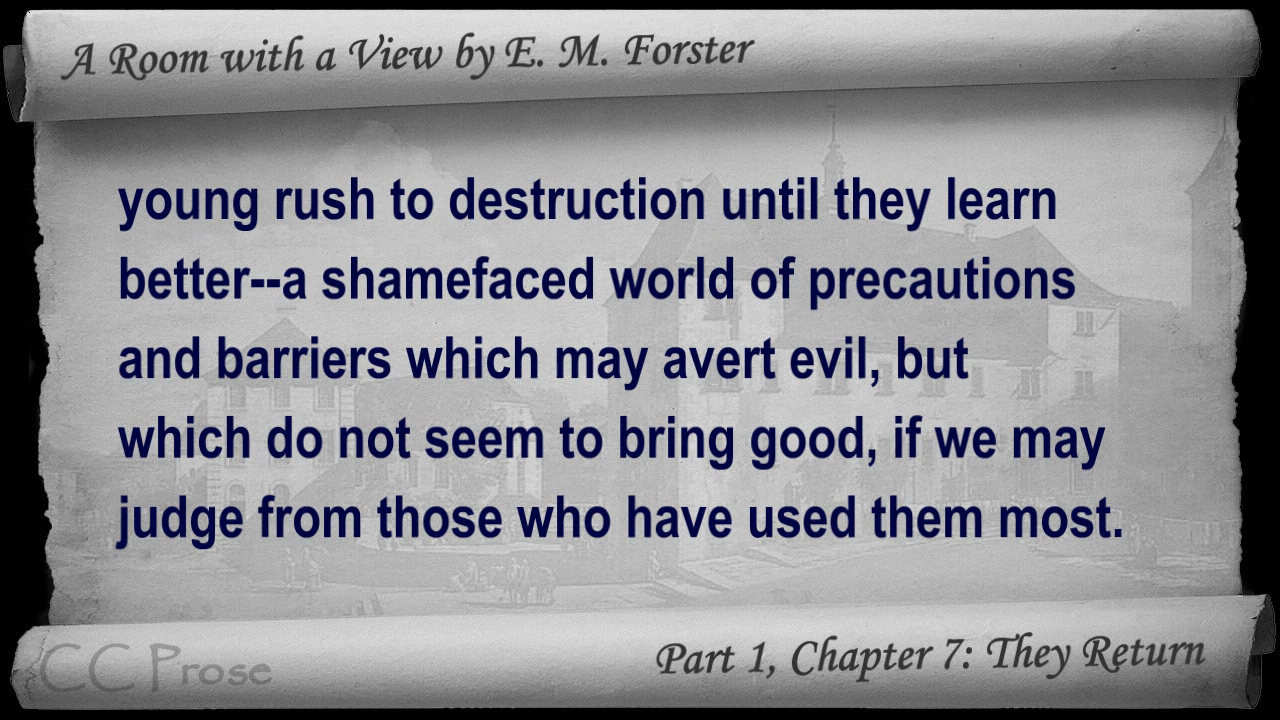 A Room with a View by E. M. Forster
young rush to destruction until they learn
better--a shamefaced world of precautions
and barriers which may avert evil, but
which do not seem to bring good, if we may
judge from those who have used them most.
CC Prose
Part 1, Chapter 7: They Return